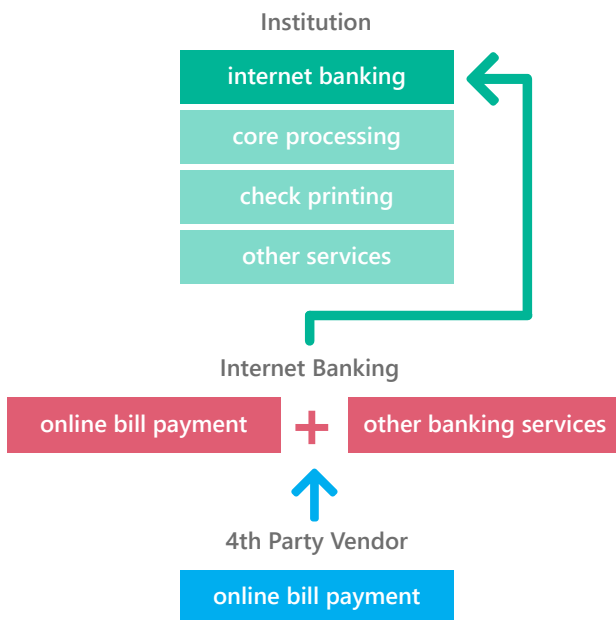 Institution
internet banking
core processing
check printing
other services
Internet Banking
online bill payment
+
other banking services
4th Party Vendor
online bill payment